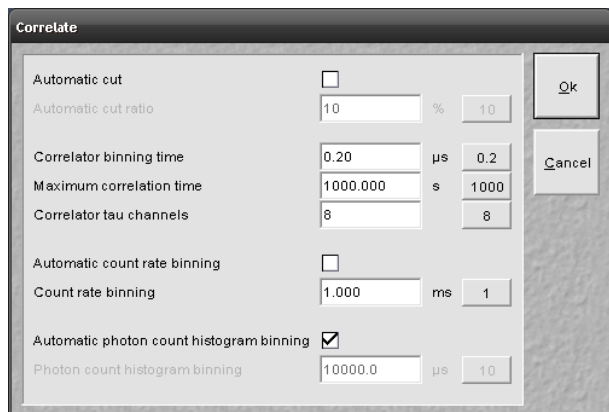 Correlate
Automatic cut
Automatic cut ratio 10 % 10
Correlator binning time 0.20 µs 0.2
Maximum correlation time 1000.000 s 1000
Correlator tau channels 8 8
Automatic count rate binning
Count rate binning 1.000 ms 1
Automatic photon count histogram binning
Photon count histogram binning 10000.0 µs 10
Ok
Cancel